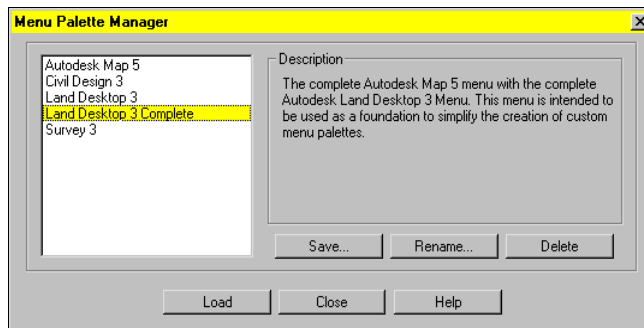 Menu Palette Manager
Autodesk Map 5
Civil Design 3
Land Desktop 3
Land Desktop 3 Complete
Survey 3
Description
The complete Autodesk Map 5 menu with the complete
Autodesk Land Desktop 3 Menu. This menu is intended to
be used as a foundation to simplify the creation of custom
menu palettes.
Save... Rename... Delete
Load Close Help